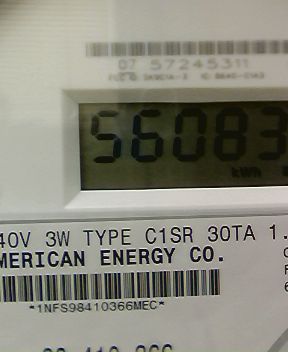 07 57245311
56083
kWh
40V 3W TYPE C1SR 30TA 1.
MERICAN ENERGY CO.
*1NFS98410366MEC*